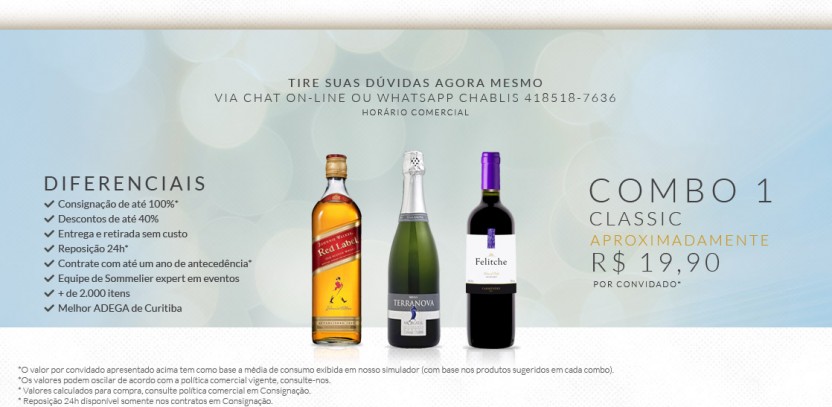 TIRE SUAS DÚVIDAS AGORA MESMO
VIA CHAT ON-LINE OU WHATSAPP CHABLIS 418518-7636
HORÁRIO COMERCIAL
DIFERENCIAIS
Consignação de até 100%*
Descontos de até 40%
Entrega e retirada sem custo
Reposição 24h*
Contrate com até um ano de antecedência*
Equipe de Sommelier expert em eventos
+ de 2.000 itens
Melhor ADEGA de Curitiba
Red Label
TERRANOVA
Felitche
COMBO 1
CLASSIC
APROXIMADAMENTE
R$ 19,90
POR CONVIDADO*
*O valor por convidado apresentado acima tem como base a média de consumo exibida em nosso simulador (com base nos produtos sugeridos em cada combo).
*Os valores podem oscilar de acordo com a política comercial vigente, consulte-nos.
* Valores calculados para compra, consulte política comercial em Consignação.
* Reposição 24h disponível somente nos contratos em Consignação.